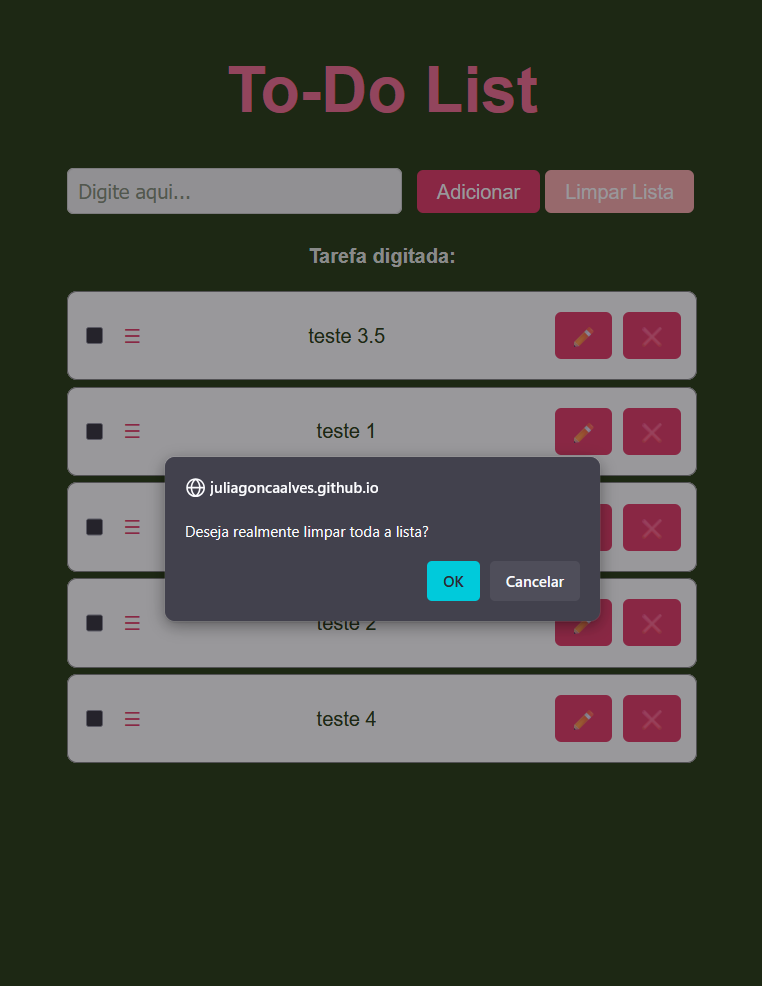 To-Do List
Digite aqui...
Adicionar
Limpar Lista
Tarefa digitada:
teste 3.5
teste 1
juliagoncaalves.github.io
Deseja realmente limpar toda a lista?
OK
Cancelar
teste 2
teste 4